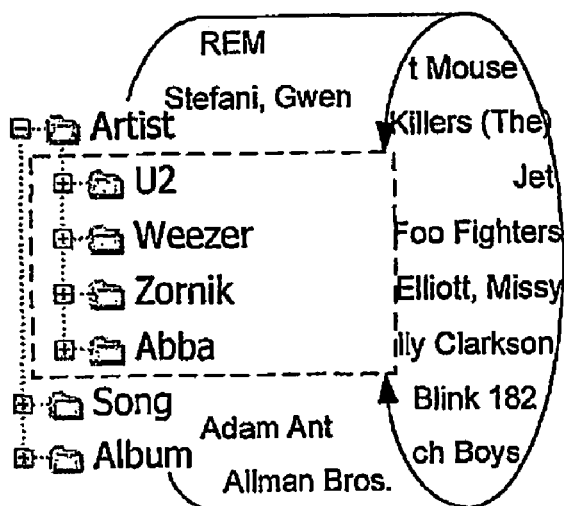 REM
Stefani, Gwen
Artist
U2
Weezer
Zornik
Abba
Song
Album
Adam Ant
Allman Bros.
t Mouse
Killers (The)
Jet
Foo Fighters
Elliott, Missy
lly Clarkson
Blink 182
ch Boys